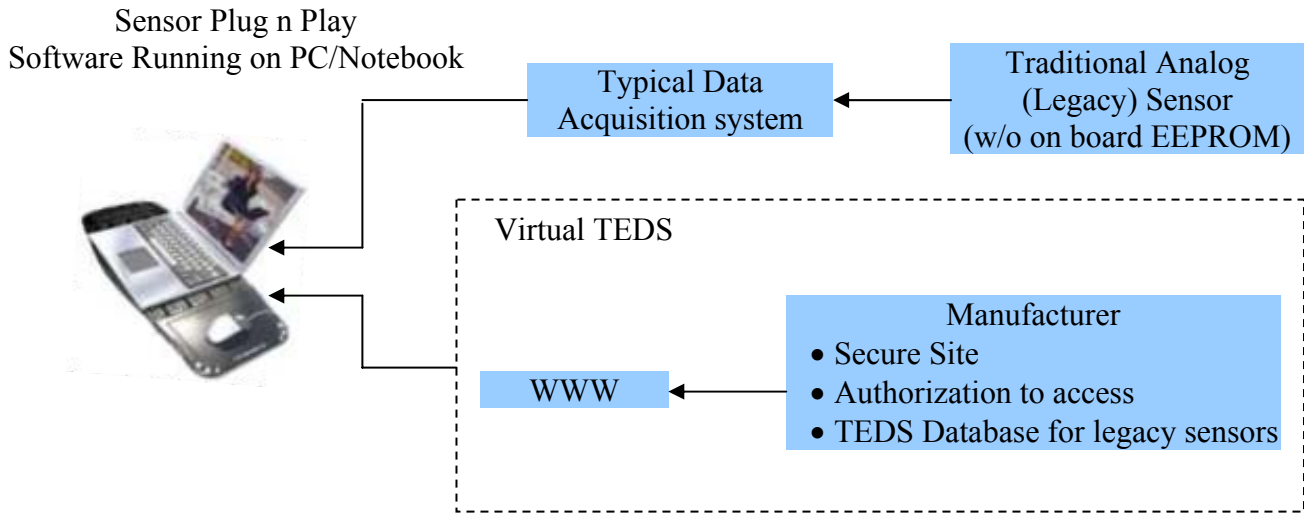 Sensor Plug n Play
Software Running on PC/Notebook
Typical Data
Acquisition system
Traditional Analog
(Legacy) Sensor
(w/o on board EEPROM)
Virtual TEDS
WWW
Manufacturer
• Secure Site
• Authorization to access
• TEDS Database for legacy sensors